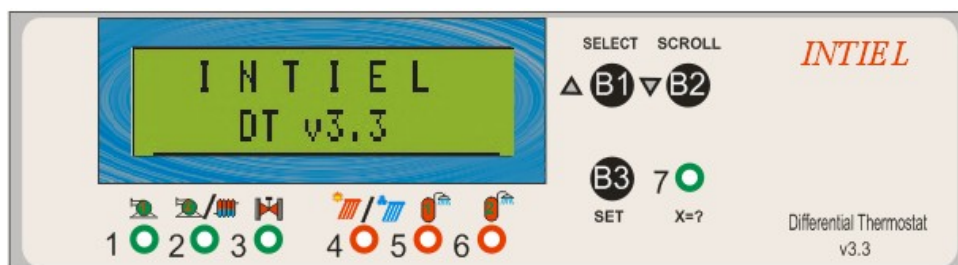 I N T I E L
DT v3.3
SELECT SCROLL
B1 B2
INTIEL
B3 7
SET X=?
1 2 / 3 4 / 5 6
Differential Thermostat
v3.3